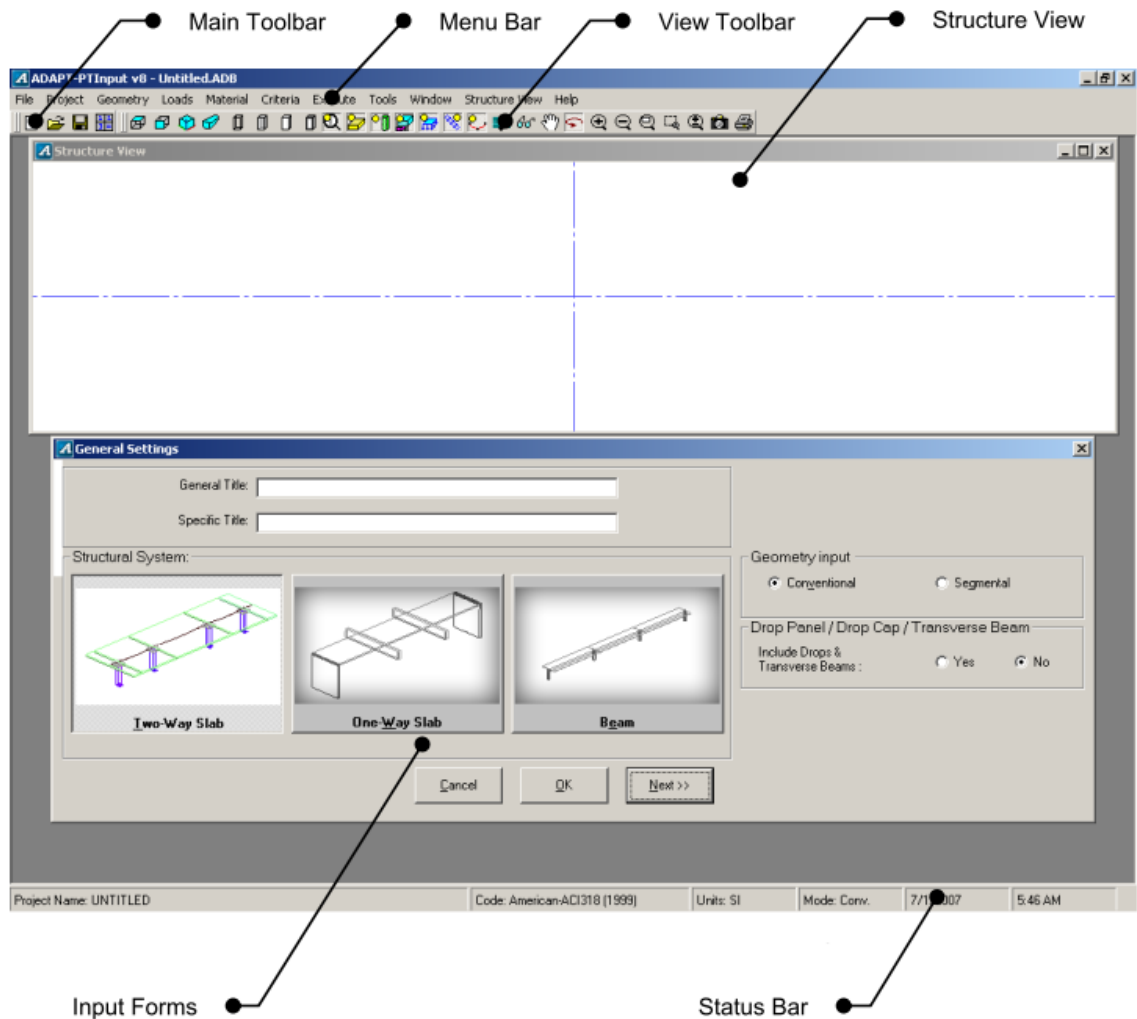 Main Toolbar
Menu Bar
View Toolbar
Structure View
ADAPT-PTInput v8 - Untitled.ADB
File Project Geometry Loads Material Criteria Tools Window Structure View Help
Structure View
General Settings
General Title:
Specific Title:
Structural System:
Two-Way Slab
One-Way Slab
Beam
Geometry input
Conventional
Segmental
Drop Panel / Drop Cap / Transverse Beam
Include Drops &
Transverse Beams :
Yes
No
Cancel
OK
Next >>
Project Name: UNTITLED
Code: American-ACI318 (1999)
Units: SI
Mode: Conv.
5:46 AM
Input Forms
Status Bar